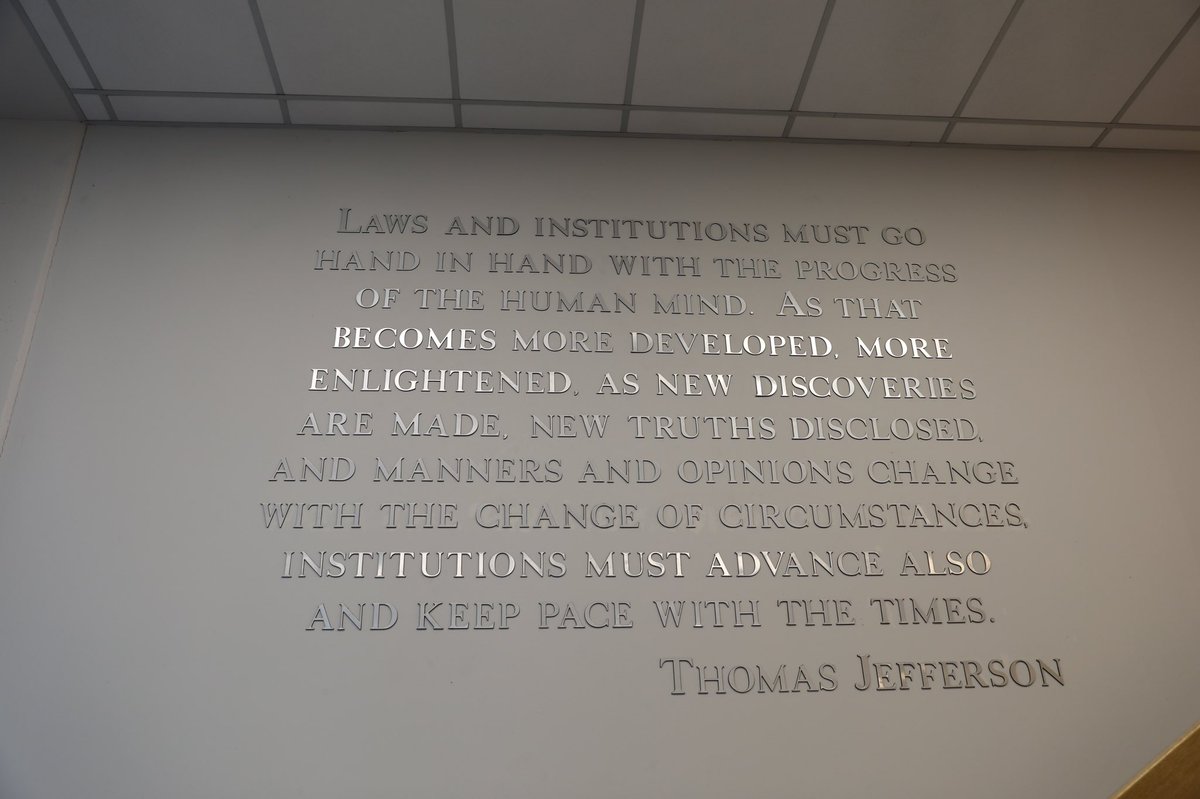 LAWS AND INSTITUTIONS MUST GO
HAND IN HAND WITH THE PROGRESS
OF THE HUMAN MIND. AS THAT
BECOMES MORE DEVELOPED, MORE
ENLIGHTENED, AS NEW DISCOVERIES
ARE MADE, NEW TRUTHS DISCLOSED,
AND MANNERS AND OPINIONS CHANGE
WITH THE CHANGE OF CIRCUMSTANCES,
INSTITUTIONS MUST ADVANCE ALSO
AND KEEP PACE WITH THE TIMES.
THOMAS JEFFERSON